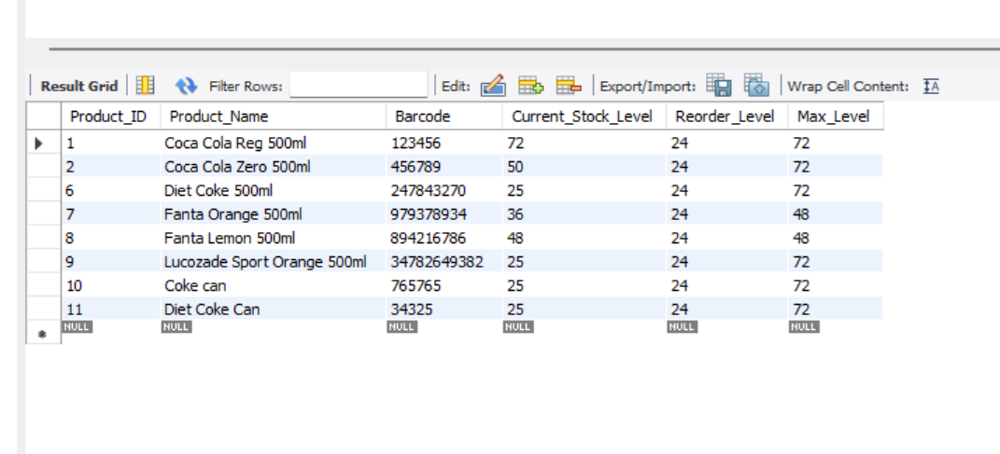 Result Grid Filter Rows: Edit: Export/Import: Wrap Cell Content: IA
Product_ID Product_Name Barcode Current_Stock_Level Reorder_Level Max_Level
1 Coca Cola Reg 500ml 123456 72 24 72
2 Coca Cola Zero 500ml 456789 50 24 72
6 Diet Coke 500ml 247843270 25 24 72
7 Fanta Orange 500ml 979378934 36 24 48
8 Fanta Lemon 500ml 894216786 48 24 48
9 Lucozade Sport Orange 500ml 34782649382 25 24 72
10 Coke can 765765 25 24 72
11 Diet Coke Can 34325 25 24 72
NULL NULL NULL NULL NULL NULL